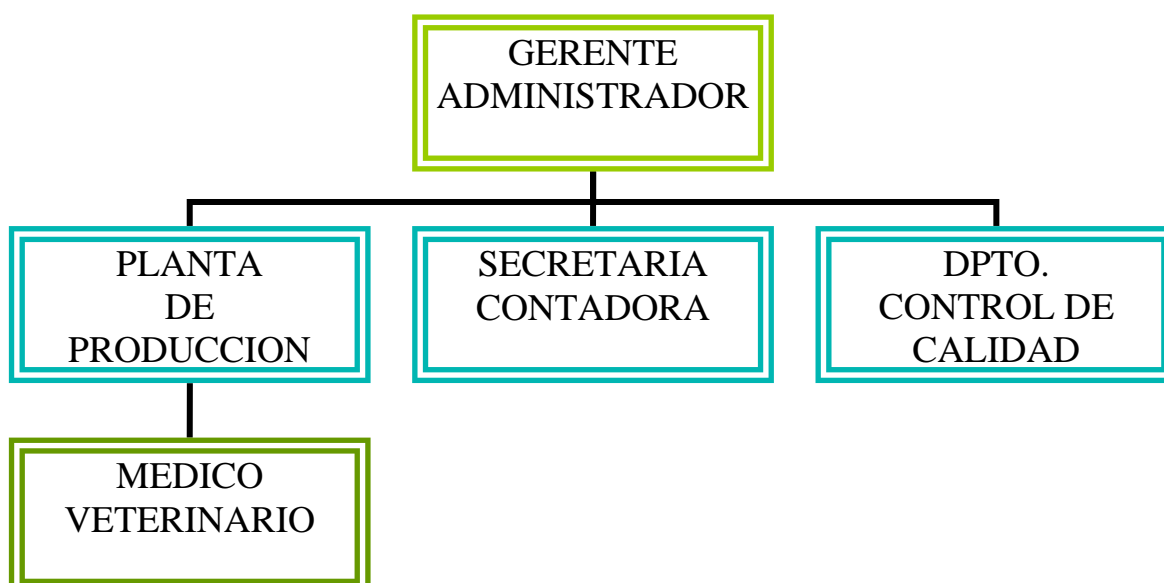 GERENTE
ADMINISTRADOR
PLANTA
DE
PRODUCCION
SECRETARIA
CONTADORA
DPTO.
CONTROL DE
CALIDAD
MEDICO
VETERINARIO